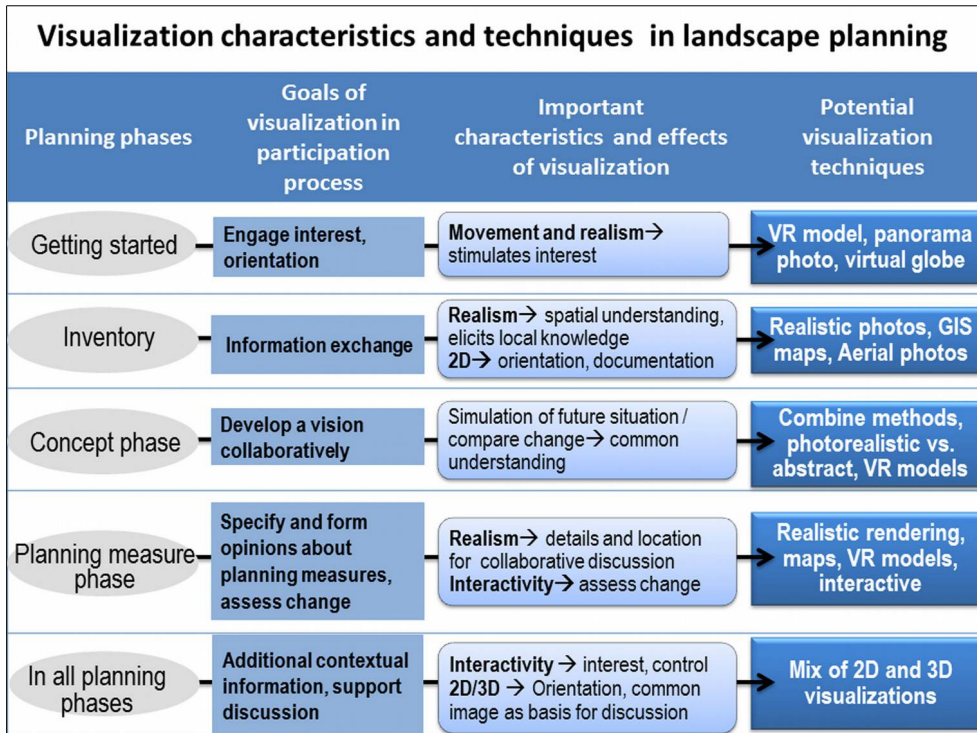 Visualization characteristics and techniques in landscape planning
Planning phases
Goals of
visualization in
participation
process
Important
characteristics and effects
of visualization
Potential
visualization
techniques
Getting started
Engage interest,
orientation
Movement and realism→
stimulates interest
VR model, panorama
photo, virtual globe
Inventory
Information exchange
Realism→ spatial understanding,
elicits local knowledge
2D→ orientation, documentation
Realistic photos, GIS
maps, Aerial photos
Concept phase
Develop a vision
collaboratively
Simulation of future situation /
compare change→ common
understanding
Combine methods,
photorealistic vs.
abstract, VR models
Planning measure
phase
Specify and form
opinions about
planning measures,
assess change
Realism→ details and location
for collaborative discussion
Interactivity→ assess change
Realistic rendering,
maps, VR models,
interactive
In all planning
phases
Additional contextual
information, support
discussion
Interactivity → interest, control
2D/3D → Orientation, common
image as basis for discussion
Mix of 2D and 3D
visualizations